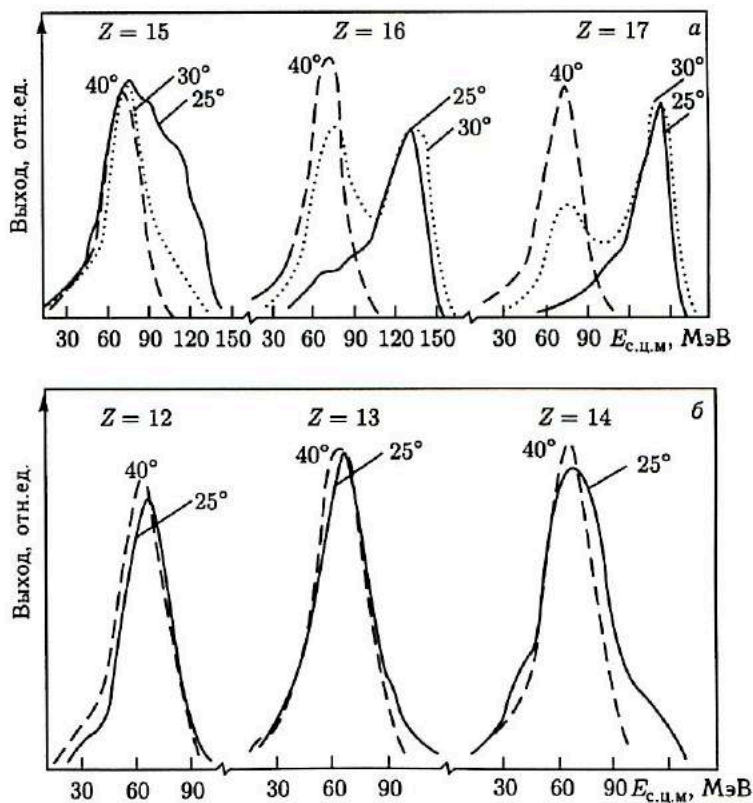 Z = 15 Z = 16 Z = 17 а
40° 30° 25°
40° 25° 30°
40° 30° 25°
Выход, отн.ед.
30 60 90 120 150 30 60 90 130 150 30 60 90 E с.ц.м, МэВ
Z = 12 Z = 13 Z = 14 б
40° 25°
40° 25°
40° 25°
Выход, отн.ед.
30 60 90 30 60 90 30 60 90 E с.ц.м, МэВ